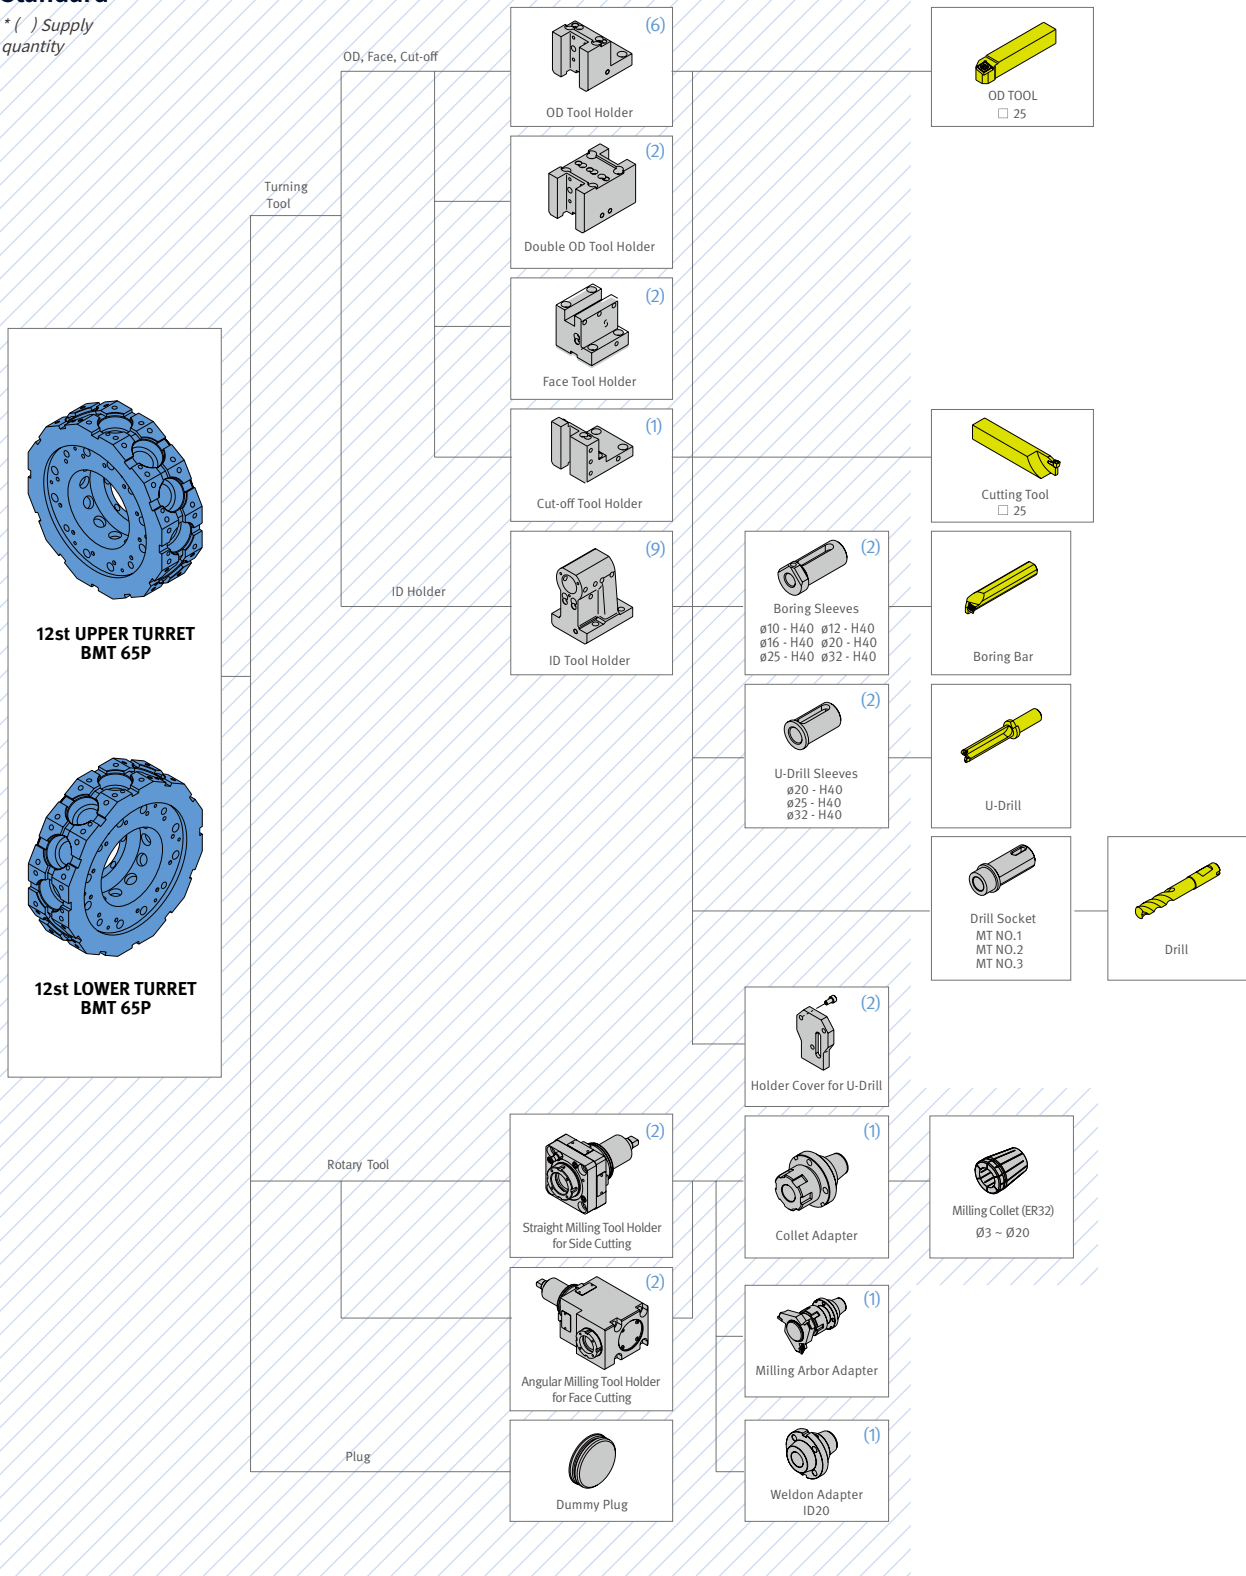 Standard
* ( ) Supply
quantity
OD, Face, Cut-off
(6)
OD Tool Holder
OD TOOL
□ 25
(2)
Double OD Tool Holder
Turning
Tool
(2)
Face Tool Holder
(1)
Cut-off Tool Holder
Cutting Tool
□ 25
12st UPPER TURRET
BMT 65P
ID Holder
(9)
ID Tool Holder
(2)
Boring Sleeves
ø10 - H40 ø12 - H40
ø16 - H40 ø20 - H40
ø25 - H40 ø32 - H40
Boring Bar
(2)
U-Drill Sleeves
ø20 - H40
ø25 - H40
ø32 - H40
U-Drill
Drill Socket
MT NO.1
MT NO.2
MT NO.3
Drill
12st LOWER TURRET
BMT 65P
(2)
Holder Cover for U-Drill
Rotary Tool
(2)
Straight Milling Tool Holder
for Side Cutting
(1)
Collet Adapter
Milling Collet (ER32)
Ø3 ~ Ø20
(2)
Angular Milling Tool Holder
for Face Cutting
(1)
Milling Arbor Adapter
Plug
Dummy Plug
(1)
Weldon Adapter
ID20